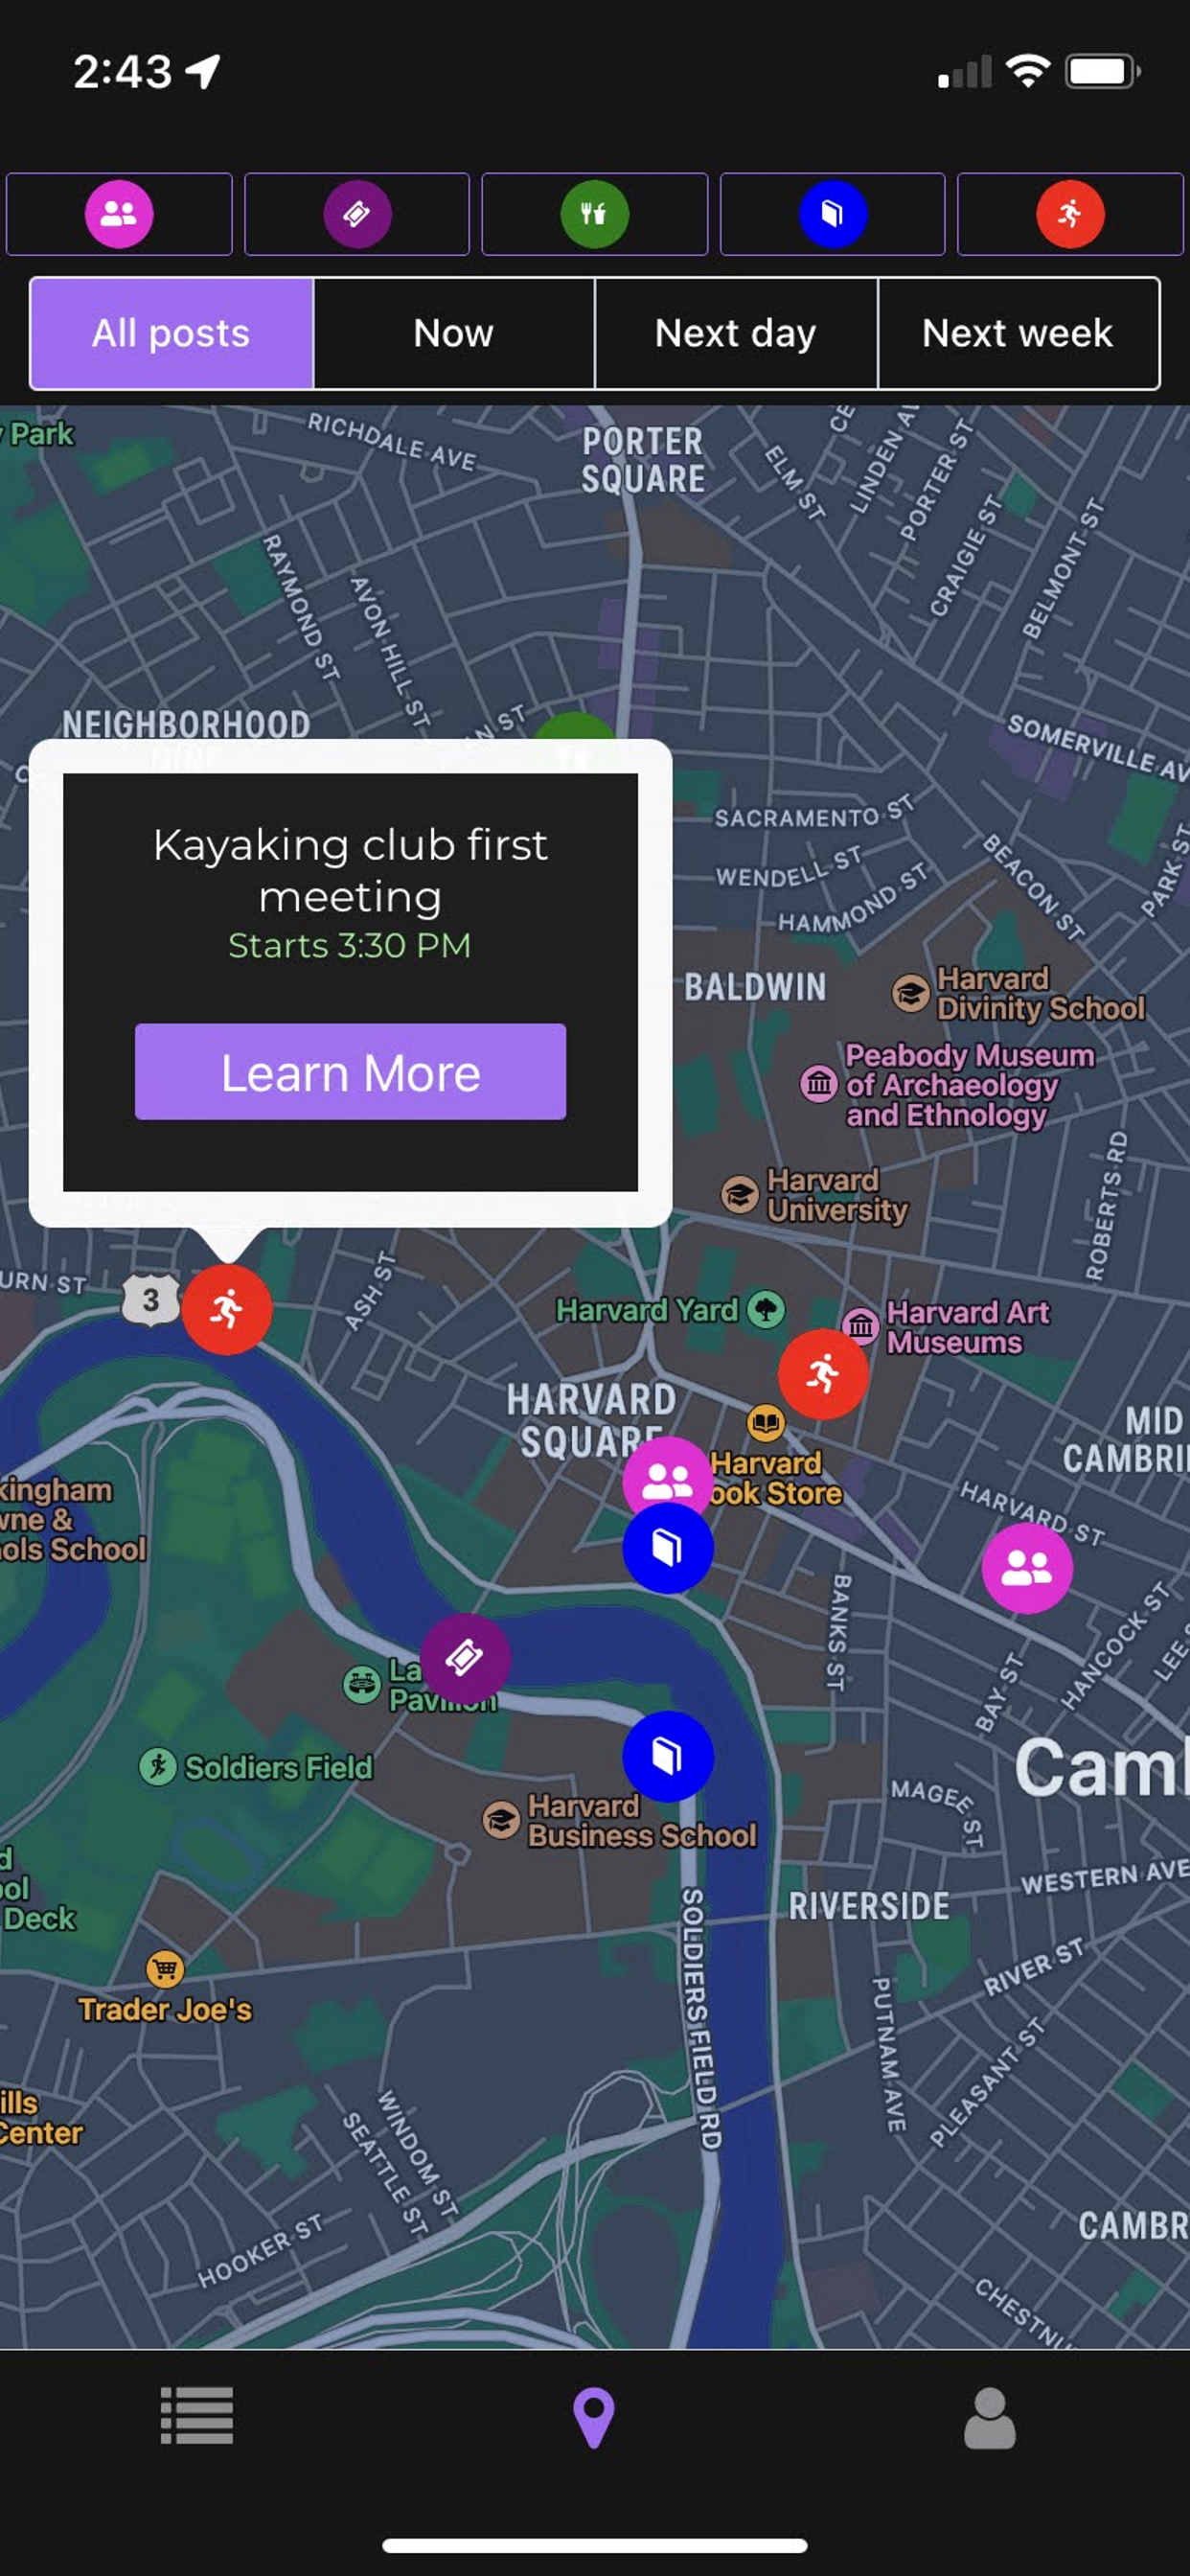 2:43
All posts
Now
Next day
Next week
Park
RICHDALE AVE
PORTER
SQUARE
ELM ST
LINDEN
PORTER ST
CRAIGIE ST
BELMONT ST
RAYMOND ST
AVON HILL ST
NEIGHBORHOOD
SOMERVILLE AV
Kayaking club first
meeting
Starts 3:30 PM
Learn More
SACRAMENTO ST
WENDELL ST
HAMMOND ST
BEACON ST
PARK ST
BALDWIN
Harvard
Divinity School
Peabody Museum
of Archaeology
and Ethnology
Harvard
University
ROBERTS RD
URN ST
3
ASH ST
Harvard Yard
Harvard Art
Museums
HARVARD
SQUARE
MID
CAMBRI
Harvard
ook Store
HARVARD ST
kingham
wne &
ols School
BANKS ST
BAY ST
HANCOCK ST
LEE
La
Pavilion
Soldiers Field
Harvard
Business School
Caml
MAGEE ST
WESTERN AVE
RIVERSIDE
d
ol
Deck
SOLDIERS FIELD RD
RIVER ST
PUTNAM AVE
PLEASANT ST
Trader Joe's
ills
Center
WINDOM ST
SEATTLE ST
HOOKER ST
CAMBR
CHESTNU